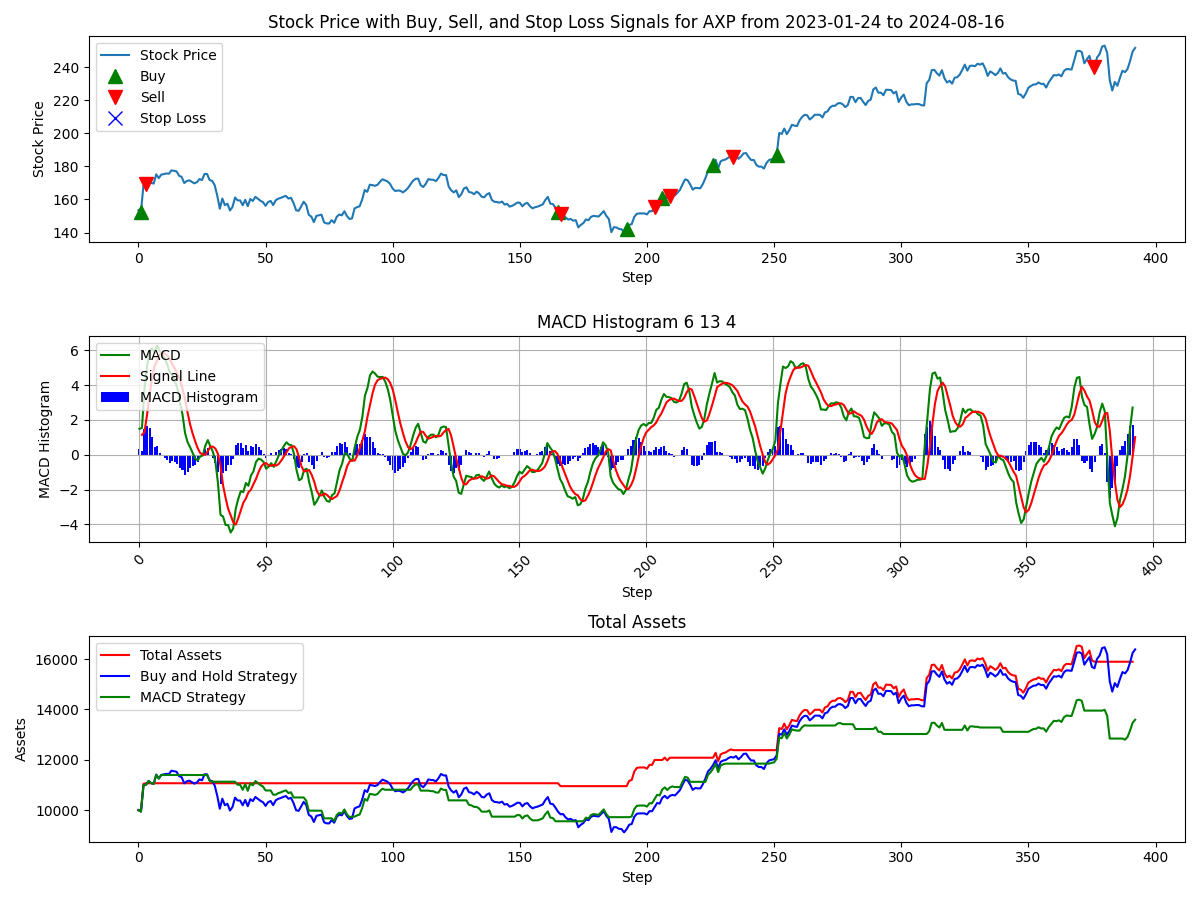 Stock Price with Buy, Sell, and Stop Loss Signals for AXP from 2023-01-24 to 2024-08-16
Stock Price
Buy
Sell
Stop Loss
Stock Price
240
220
200
180
160
140
0 50 100 150 200 250 300 350 400
Step
MACD Histogram 6 13 4
MACD
Signal Line
MACD Histogram
MACD Histogram
6
4
2
0
−2
−4
0 50 100 150 200 250 300 350 400
Step
Total Assets
Total Assets
Buy and Hold Strategy
MACD Strategy
Assets
16000
14000
12000
10000
0 50 100 150 200 250 300 350 400
Step